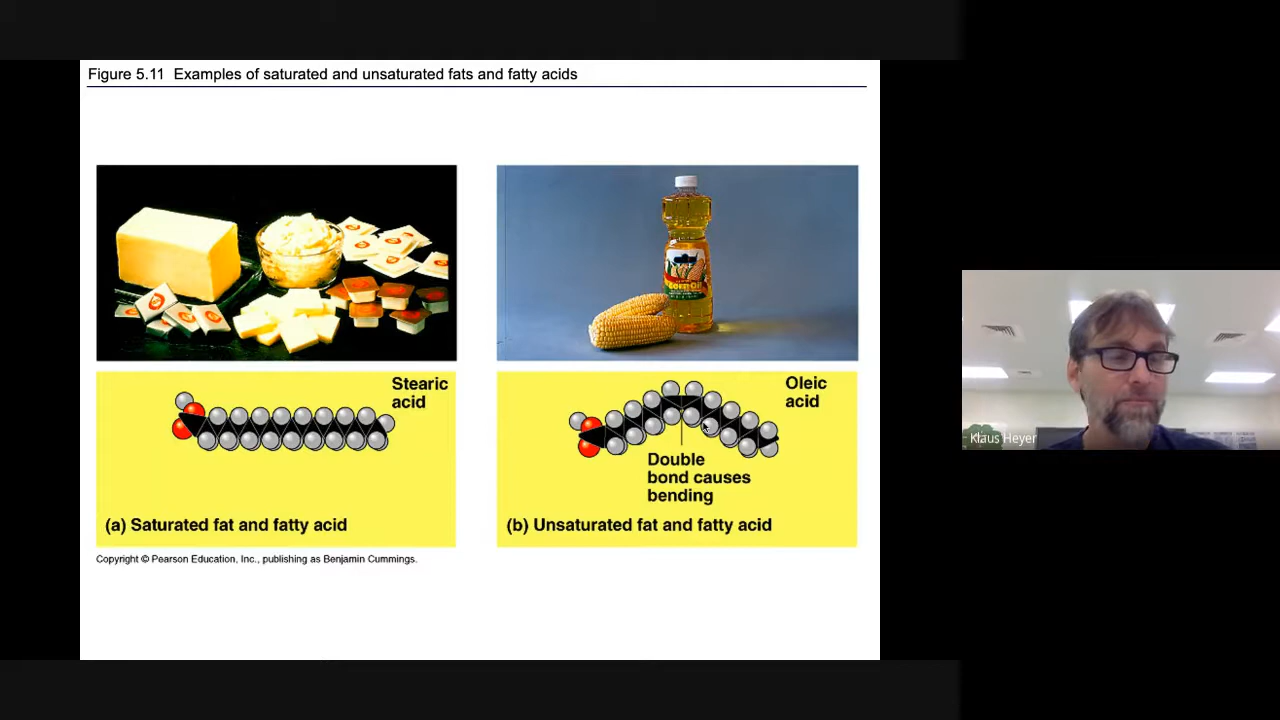 Figure 5.11  Examples of saturated and unsaturated fats and fatty acids
Stearic
acid
(a) Saturated fat and fatty acid
Oleic
acid
Double
bond causes
bending
(b) Unsaturated fat and fatty acid
Copyright © Pearson Education, Inc., publishing as Benjamin Cummings.
Klaus Heyer